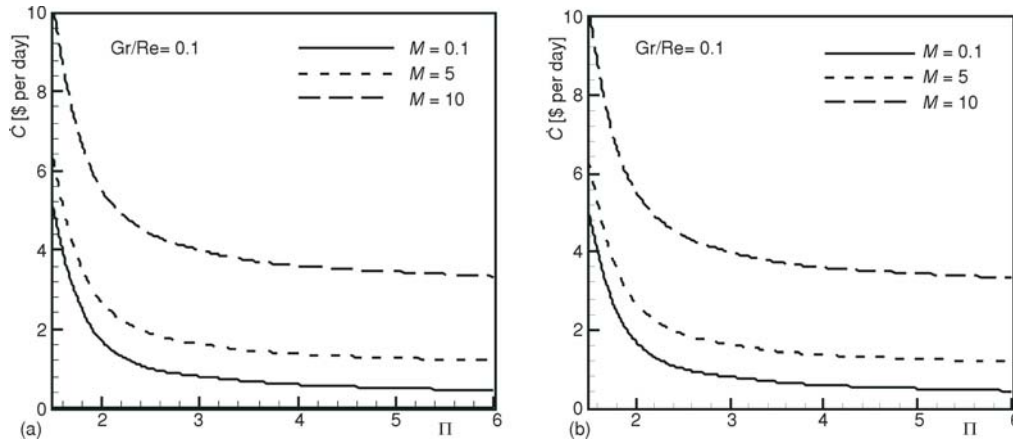 10
Gr/Re= 0.1
M = 0.1
M = 5
M = 10
8
Ċ [$ per day]
6
4
2
0
2
3
4
5
6
(a)
Π
10
Gr/Re= 0.1
M = 0.1
M = 5
M = 10
8
Ċ [$ per day]
6
4
2
0
2
3
4
5
6
(b)
Π